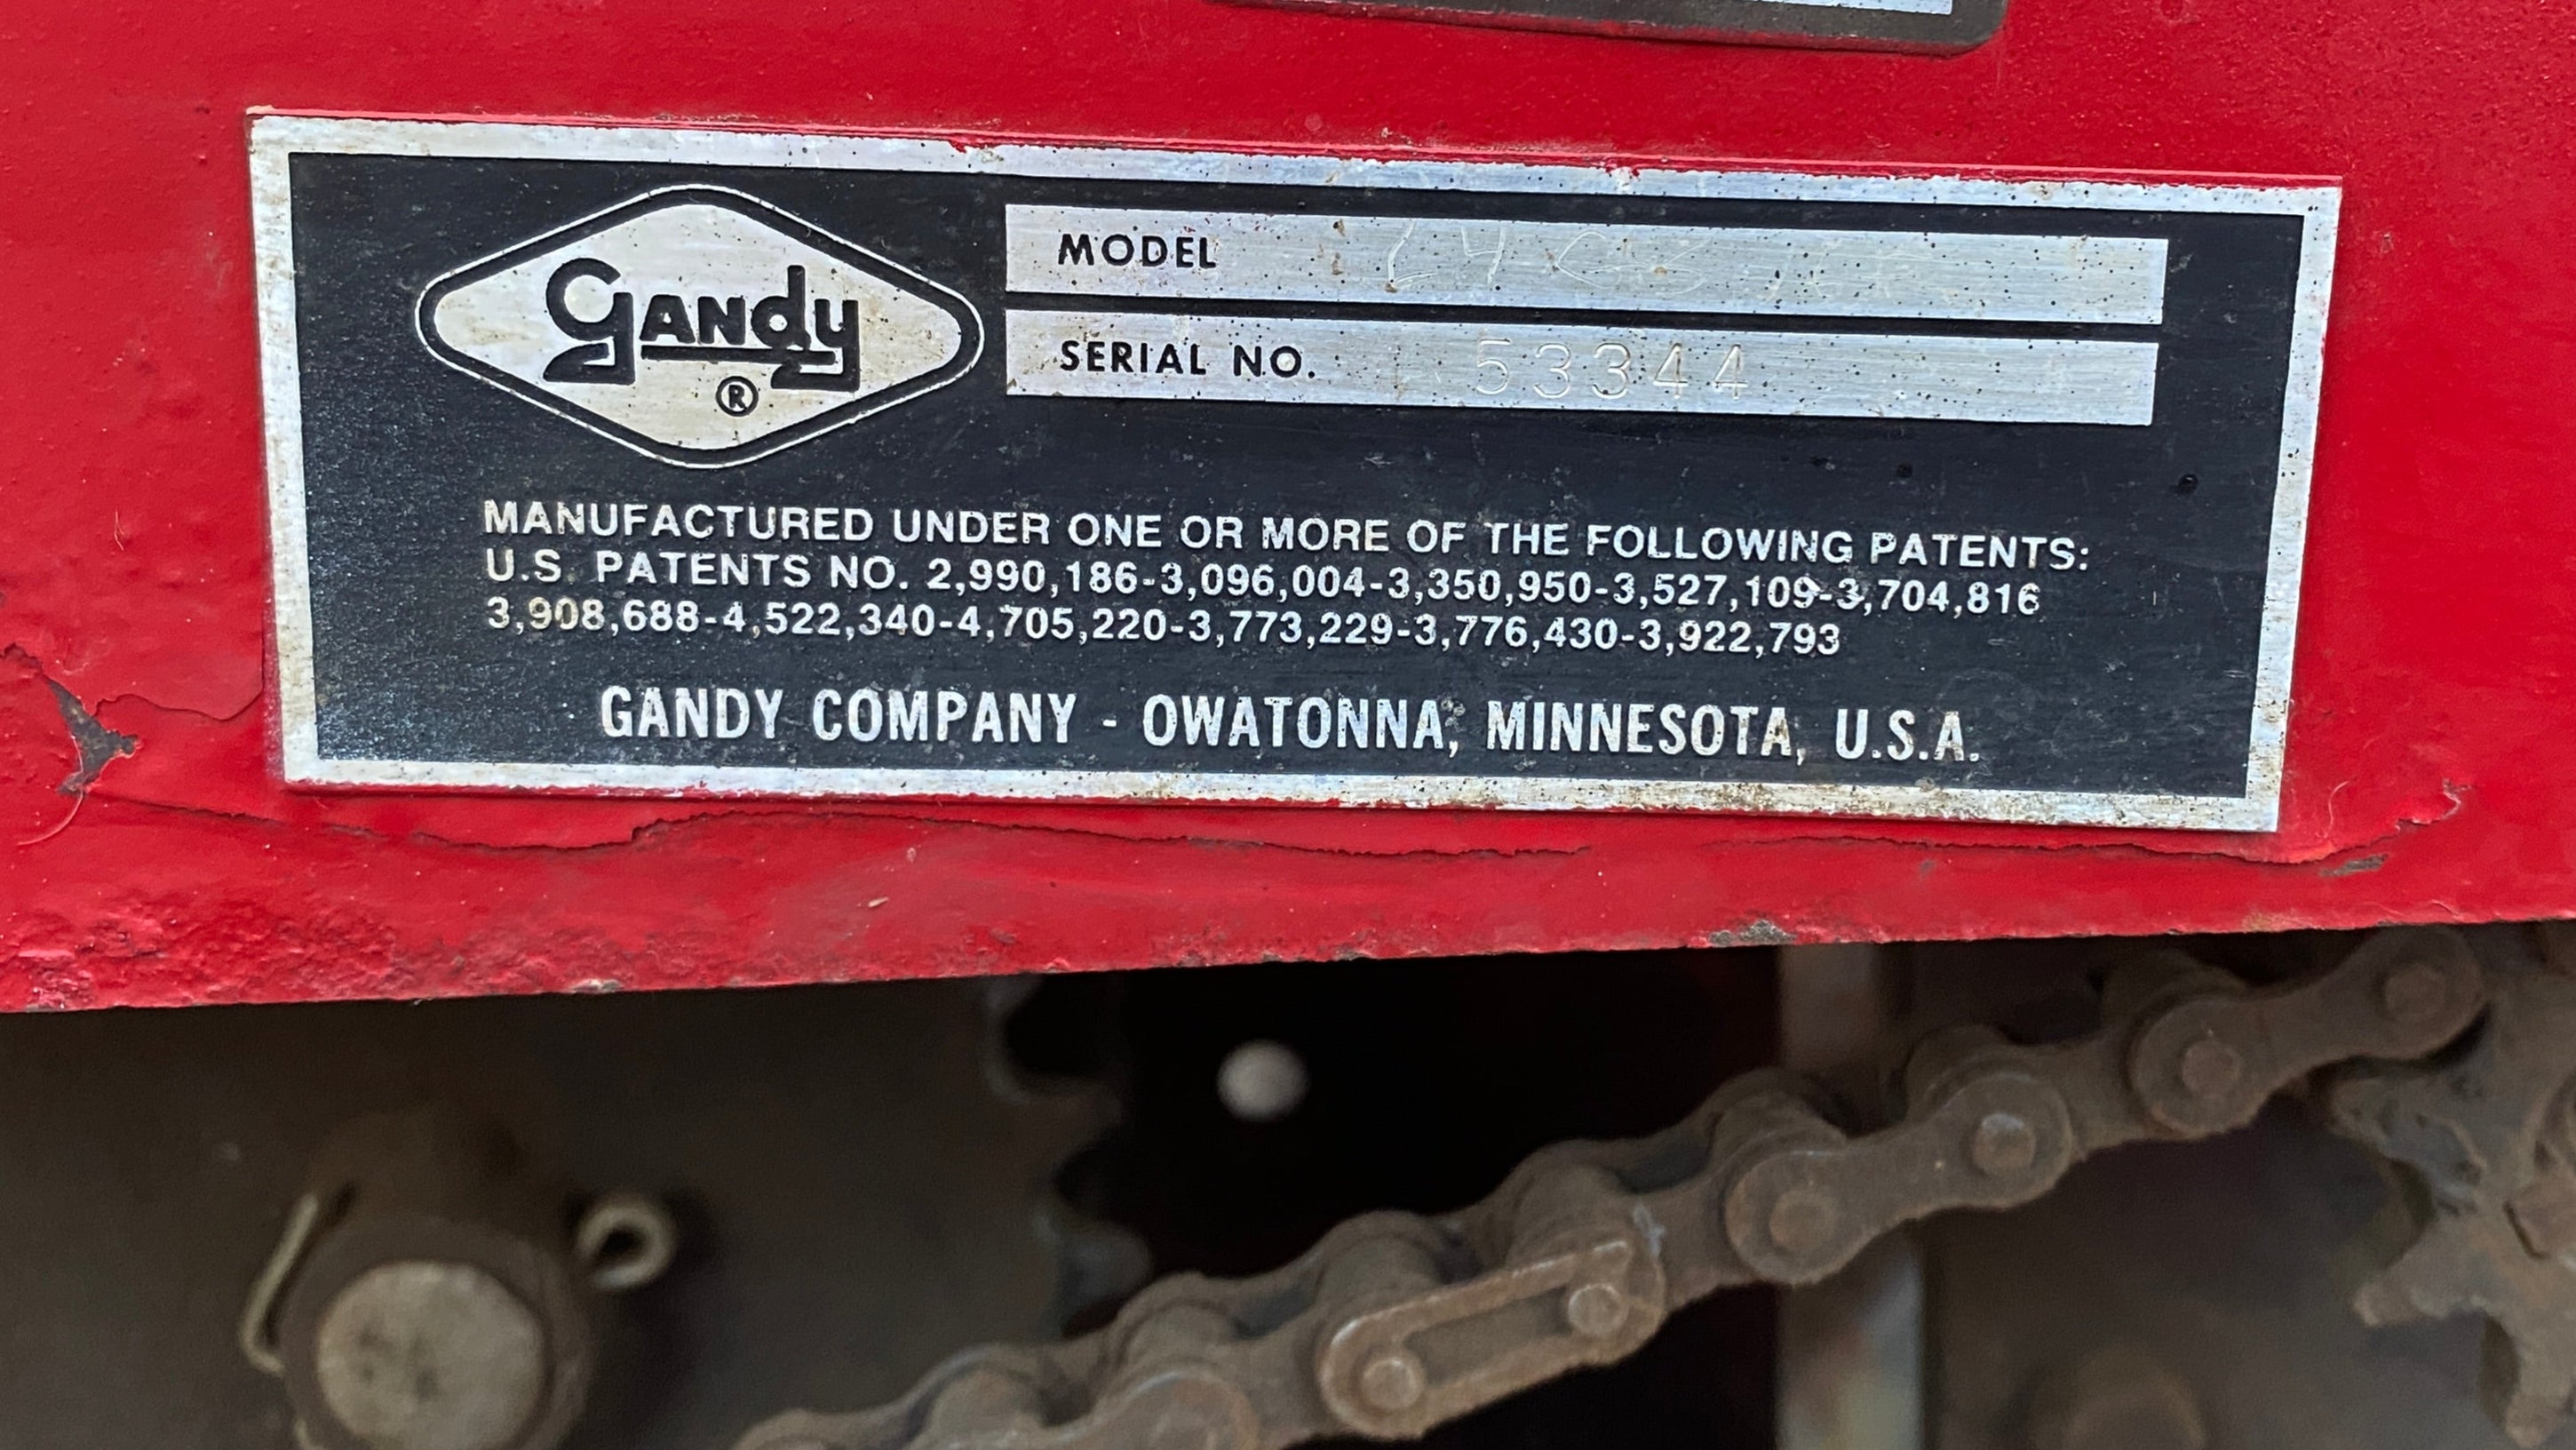 gandy
®
MODEL
SERIAL NO. 53344
MANUFACTURED UNDER ONE OR MORE OF THE FOLLOWING PATENTS:
U.S. PATENTS NO. 2,990,186-3,096,004-3,350,950-3,527,109-3,704,816
3,908,688-4,522,340-4,705,220-3,773,229-3,776,430-3,922,793
GANDY COMPANY - OWATONNA, MINNESOTA, U.S.A.